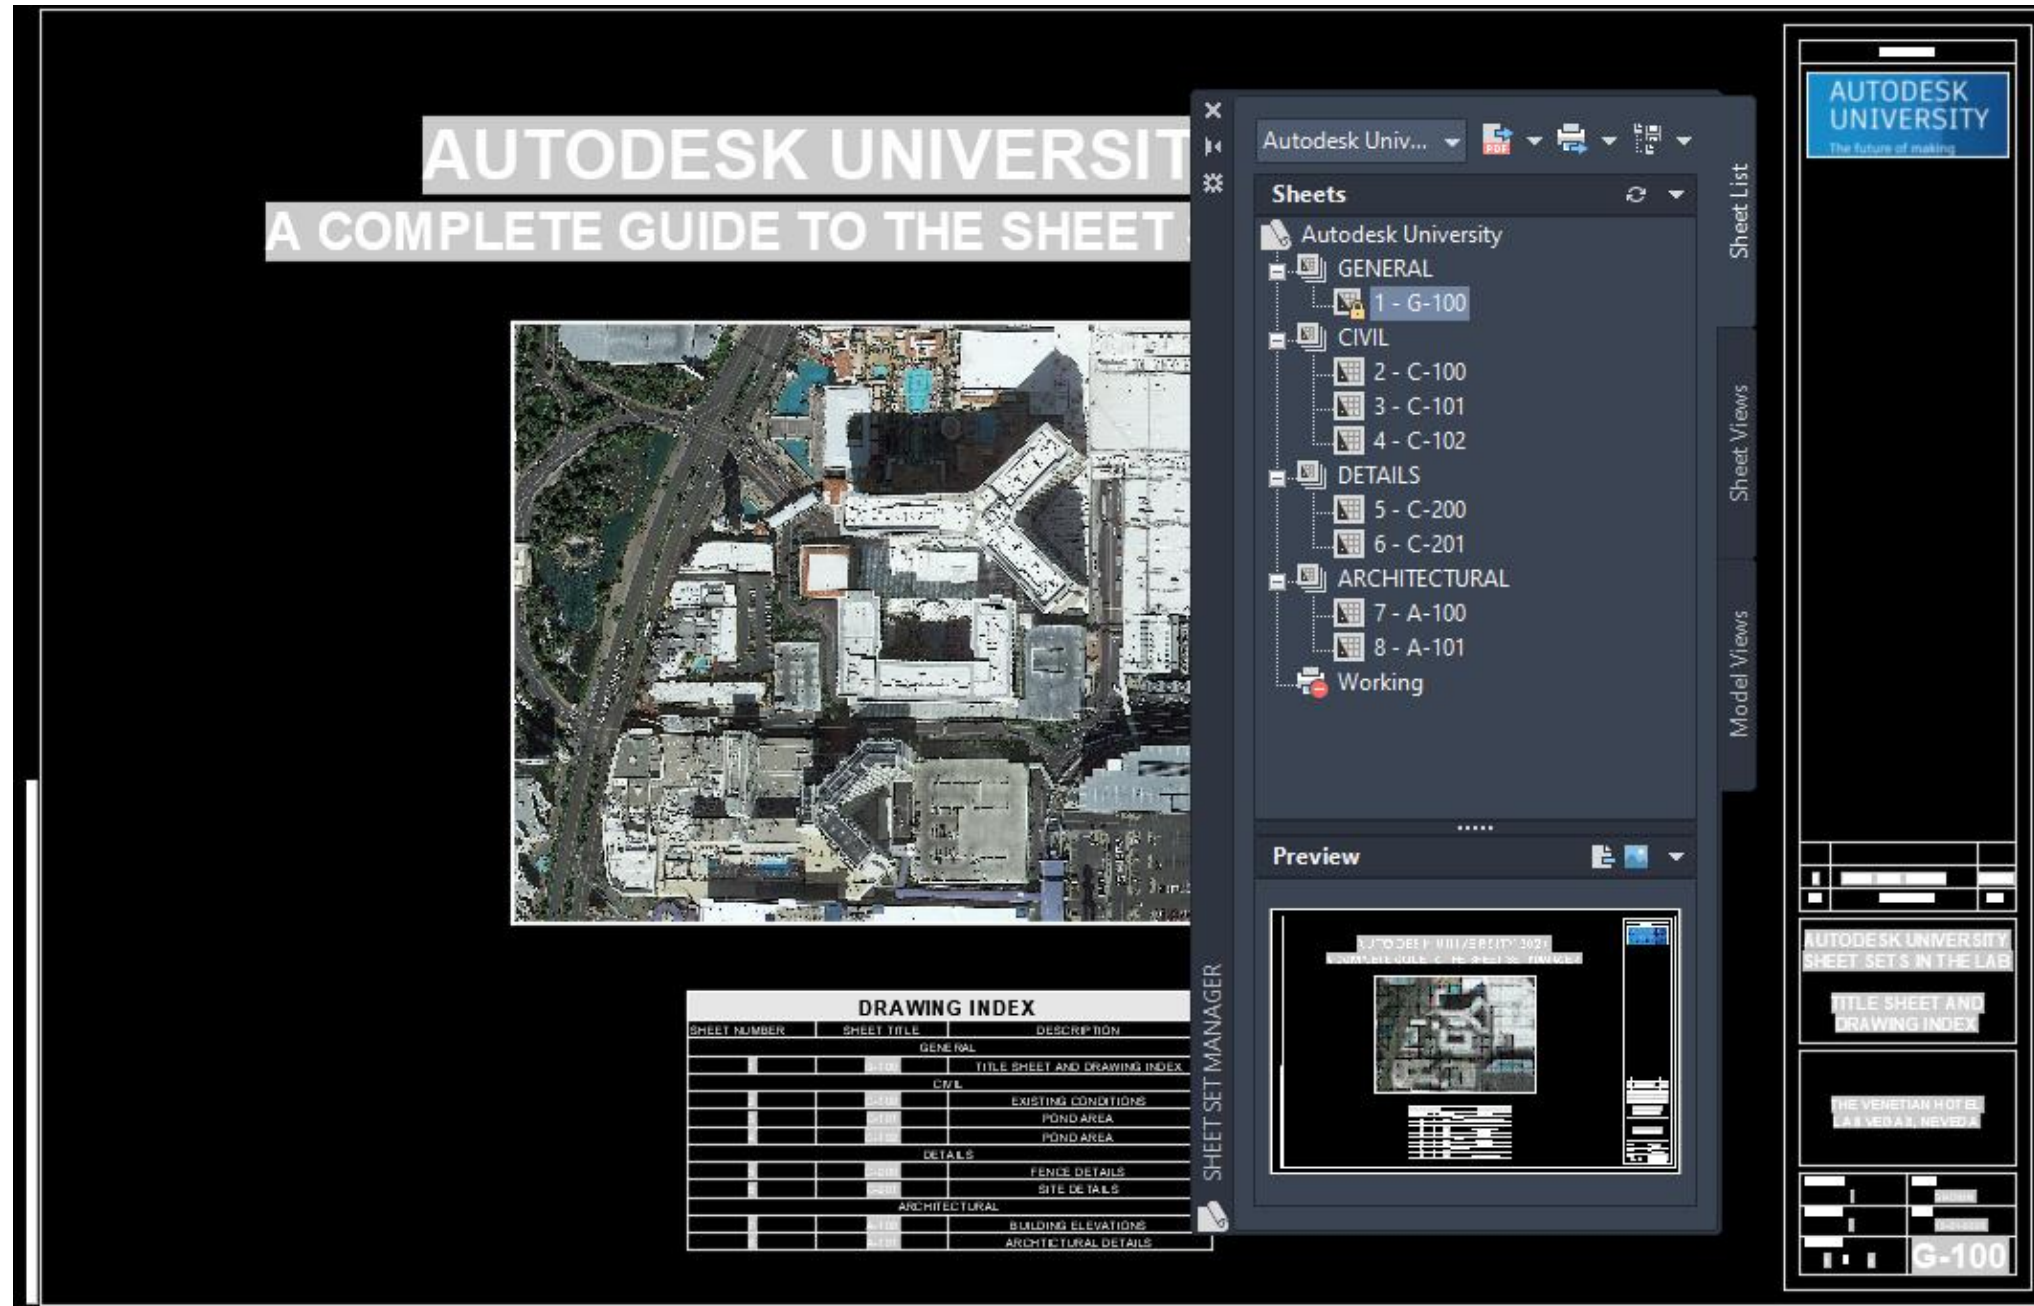 AUTODESK UNIVERSIT
A COMPLETE GUIDE TO THE SHEET
DRAWING INDEX
SHEET NUMBER SHEET TITLE DESCRIPTION
GENERAL
G-100 TITLE SHEET AND DRAWING INDEX
CIVIL
EXISTING CONDITIONS
POND AREA
POND AREA
DETAILS
FENCE DETAILS
SITE DETAILS
ARCHITECTURAL
BUILDING ELEVATIONS
ARCHTICTURAL DETAILS
SHEET SET MANAGER
Autodesk Univ...
PDF
Sheets
Autodesk University
GENERAL
1 - G-100
CIVIL
2 - C-100
3 - C-101
4 - C-102
DETAILS
5 - C-200
6 - C-201
ARCHITECTURAL
7 - A-100
8 - A-101
Working
Preview
Sheet List
Sheet Views
Model Views
AUTODESK
UNIVERSITY
The future of making
AUTODESK UNIVERSITY
SHEET SETS IN THE LAB
TITLE SHEET AND
DRAWING INDEX
THE VENETIAN HOTEL
LAS VEGAS, NEVEDA
G-100